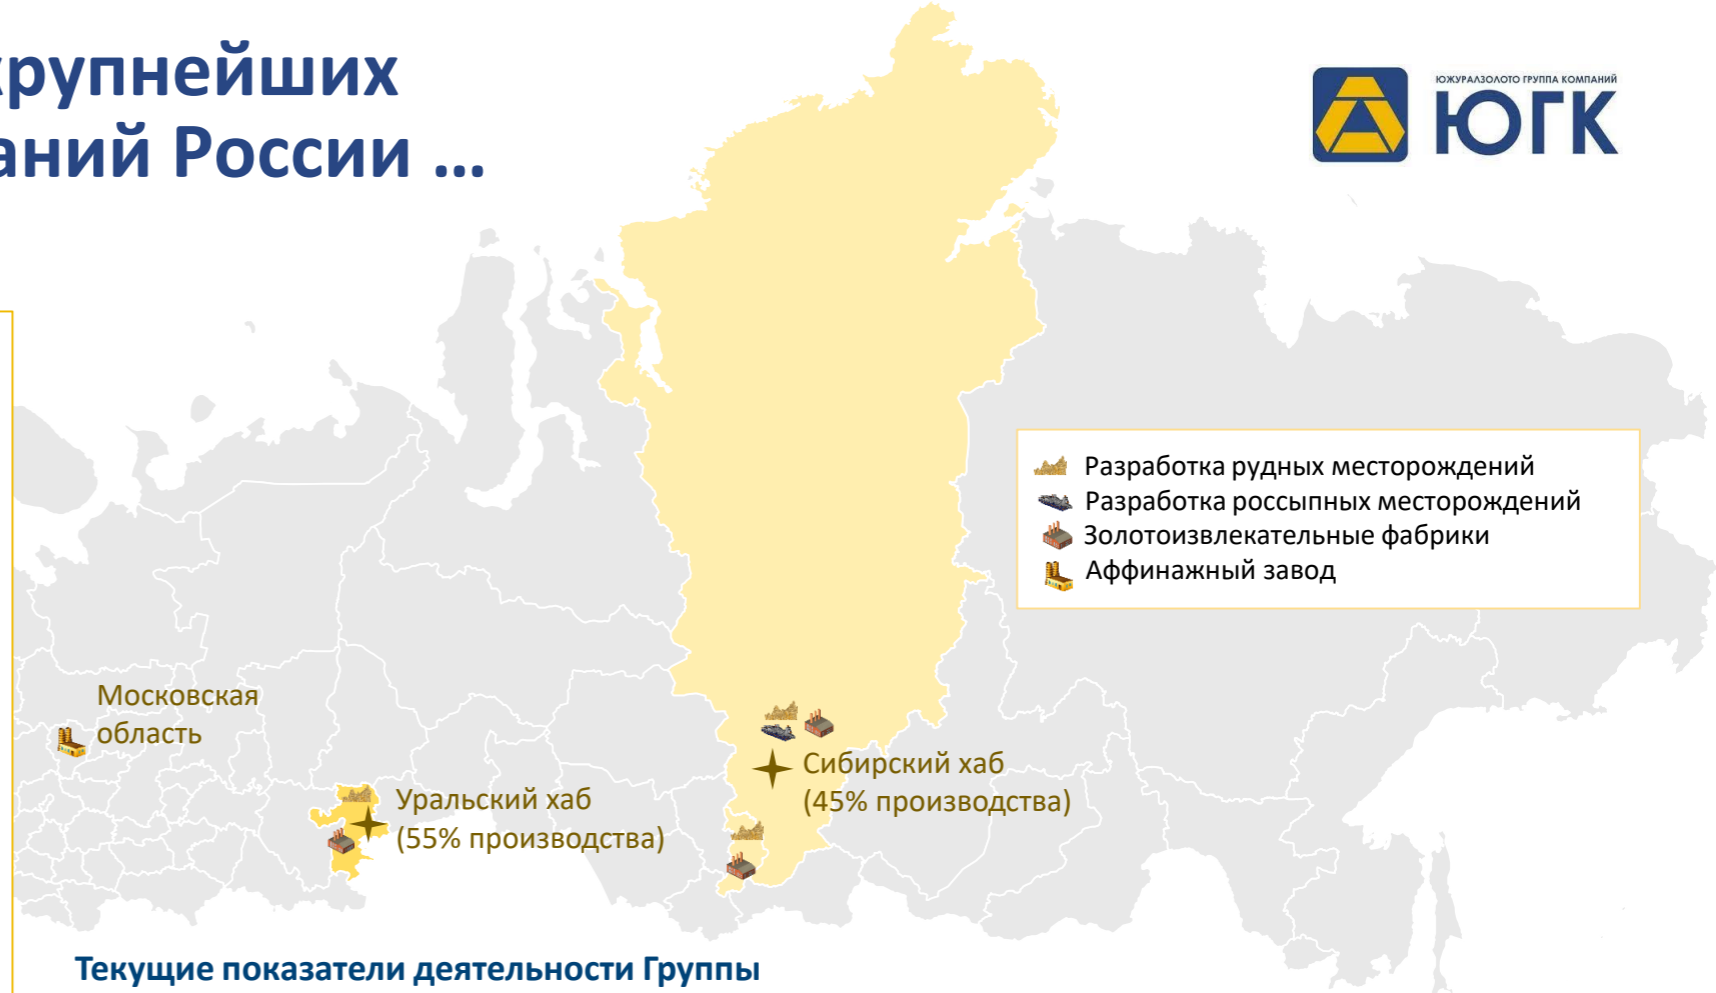 крупнейших
аний России ...
ЮЖУРАЛЗОЛОТО ГРУППА КОМПАНИЙ
ЮГК
Разработка рудных месторождений
Разработка россыпных месторождений
Золотоизвлекательные фабрики
Аффинажный завод
Московская
область
Сибирский хаб
(45% производства)
Уральский хаб
(55% производства)
Текущие показатели деятельности Группы